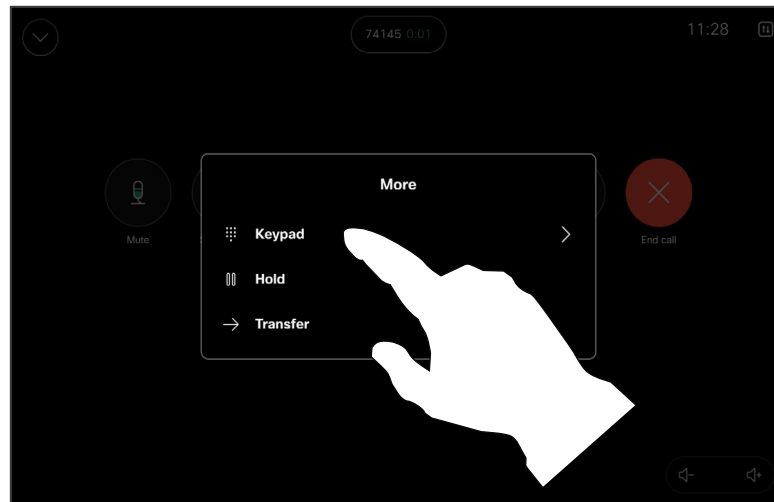 74145 0:01
11:28
More
Keypad
Hold
Transfer
Mute
End call